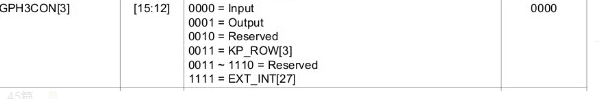 GPH3CON[3] [15:12] 0000 = Input 0000
0001 = Output
0010 = Reserved
0011 = KP_ROW[3]
0011 ~ 1110 = Reserved
1111 = EXT_INT[27]